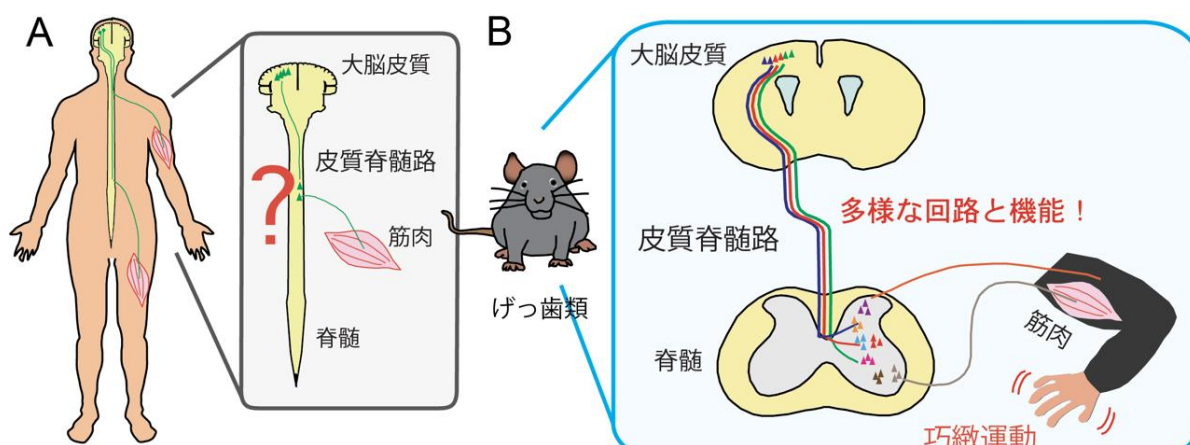 A
大脳皮質
皮質脊髄路
?
筋肉
脊髄
B
げっ歯類
大脳皮質
多様な回路と機能！
皮質脊髄路
脊髄
筋肉
巧緻運動